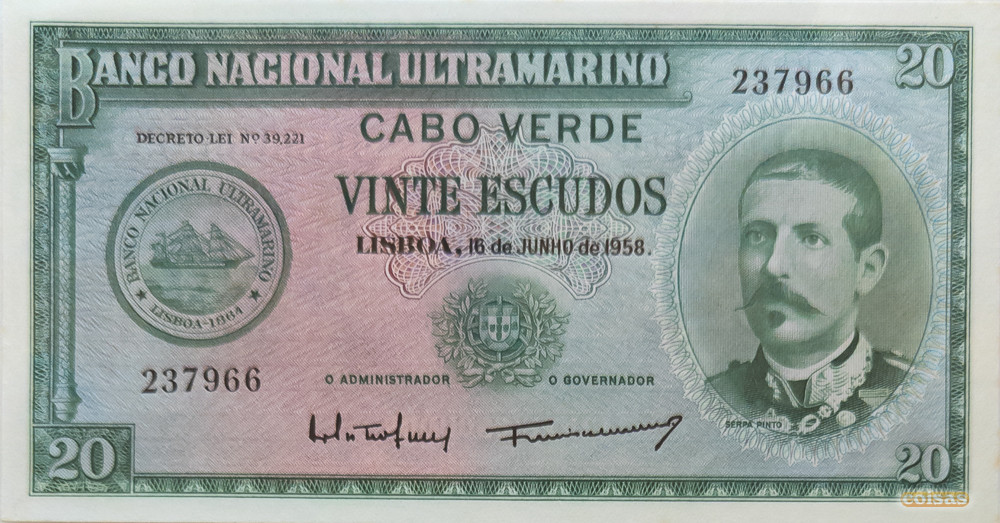 BANCO NACIONAL ULTRAMARINO
237966
20
CABO VERDE
DECRETO-LEI Nº 39,221
VINTE ESCUDOS
LISBOA, 16 de JUNHO de 1958.
BANCO NACIONAL ULTRAMARINO
LISBOA-1864
237966
O ADMINISTRADOR
O GOVERNADOR
SERPA PINTO
20
20
coisas